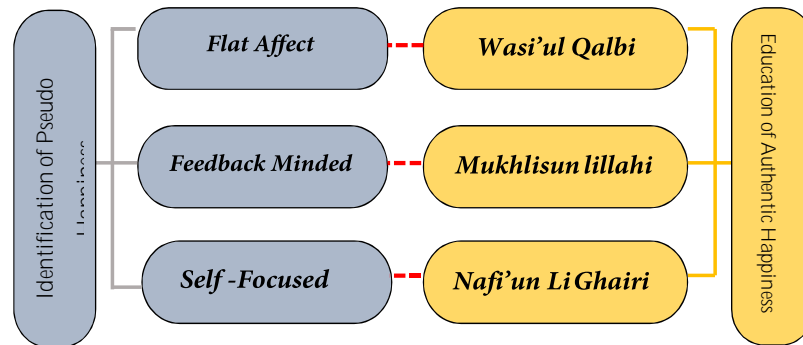 Identification of Pseudo
Flat Affect
Wasi’ul Qalbi
Feedback Minded
Mukhlisun lillahi
Self -Focused
Nafi’un Li Ghairi
Education of Authentic Happiness